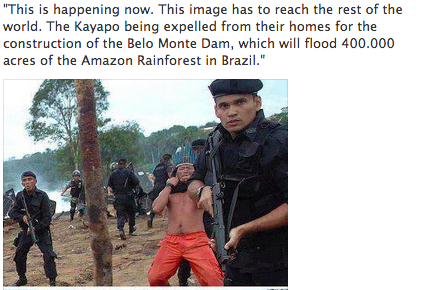 "This is happening now. This image has to reach the rest of the
world. The Kayapo being expelled from their homes for the
construction of the Belo Monte Dam, which will flood 400.000
acres of the Amazon Rainforest in Brazil."